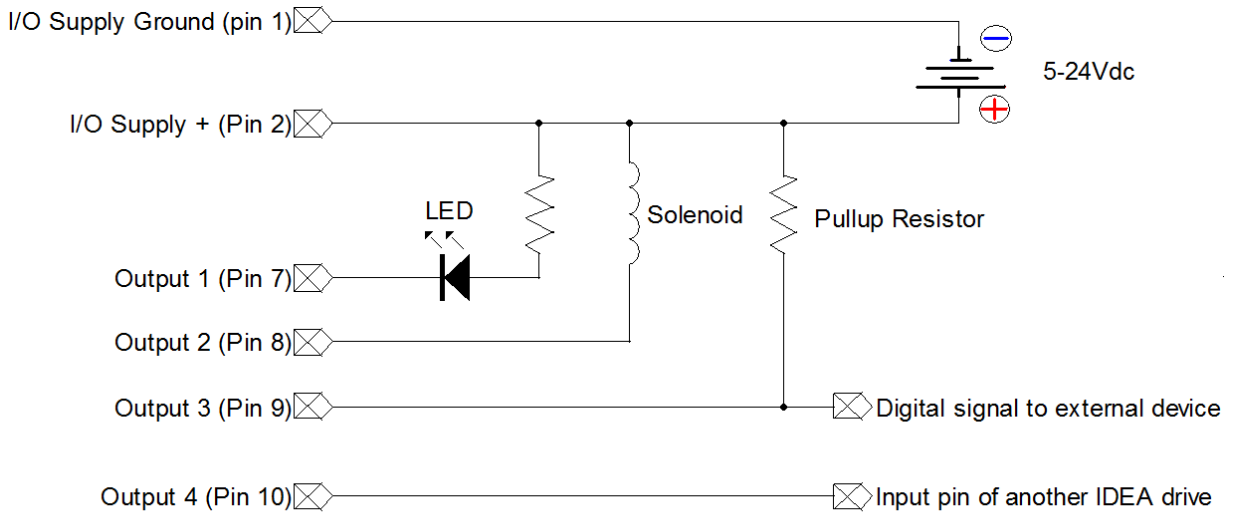 I/O Supply Ground (pin 1)
5-24Vdc
I/O Supply + (Pin 2)
LED
Solenoid
Pullup Resistor
Output 1 (Pin 7)
Output 2 (Pin 8)
Output 3 (Pin 9)
Digital signal to external device
Output 4 (Pin 10)
Input pin of another IDEA drive